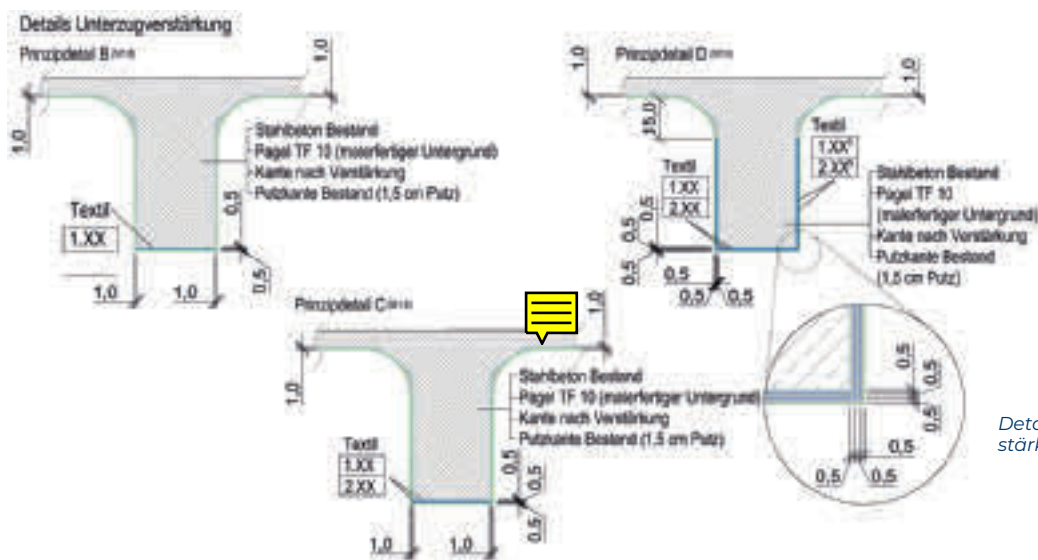 Details Unterzugverstärkung
Prinzipdetail B
1,0
1,0
Stahlbeton Bestand
Pagel TF 10 (malerfertiger Untergrund)
Kante nach Verstärkung
Putzkante Bestand (1,5 cm Putz)
Textil
1.XX
0,5
0,5
1,0
1,0
Prinzipdetail D
1,0
1,0
15,0
Textil
1.XX
2.XX
Textil
1.XX
2.XX
Stahlbeton Bestand
Pagel TF 10
(malerfertiger Untergrund)
Kante nach Verstärkung
Putzkante Bestand
(1,5 cm Putz)
0,5
0,5
0,5
0,5
0,5
0,5
0,5
0,5
0,5
0,5
0,5
0,5
Prinzipdetail C
1,0
1,0
Stahlbeton Bestand
Pagel TF 10 (malerfertiger Untergrund)
Kante nach Verstärkung
Putzkante Bestand (1,5 cm Putz)
Textil
1.XX
2.XX
0,5
0,5
0,5
1,0
1,0
Deta
stärk